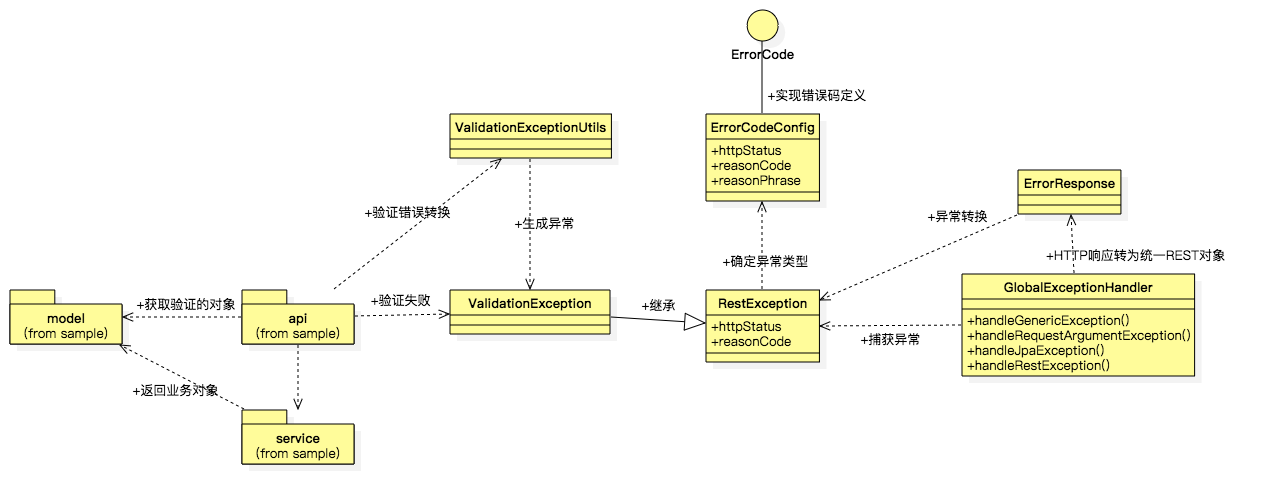 ErrorCode
+实现错误码定义
ValidationExceptionUtils
ErrorCodeConfig
+httpStatus
+reasonCode
+reasonPhrase
ErrorResponse
+验证错误转换
+生成异常
+异常转换
+确定异常类型
+HTTP响应转为统一REST对象
model
(from sample)
+获取验证的对象
api
(from sample)
+验证失败
ValidationException
+继承
RestException
+httpStatus
+reasonCode
+捕获异常
GlobalExceptionHandler
+handleGenericException()
+handleRequestArgumentException()
+handleJpaException()
+handleRestException()
+返回业务对象
service
(from sample)